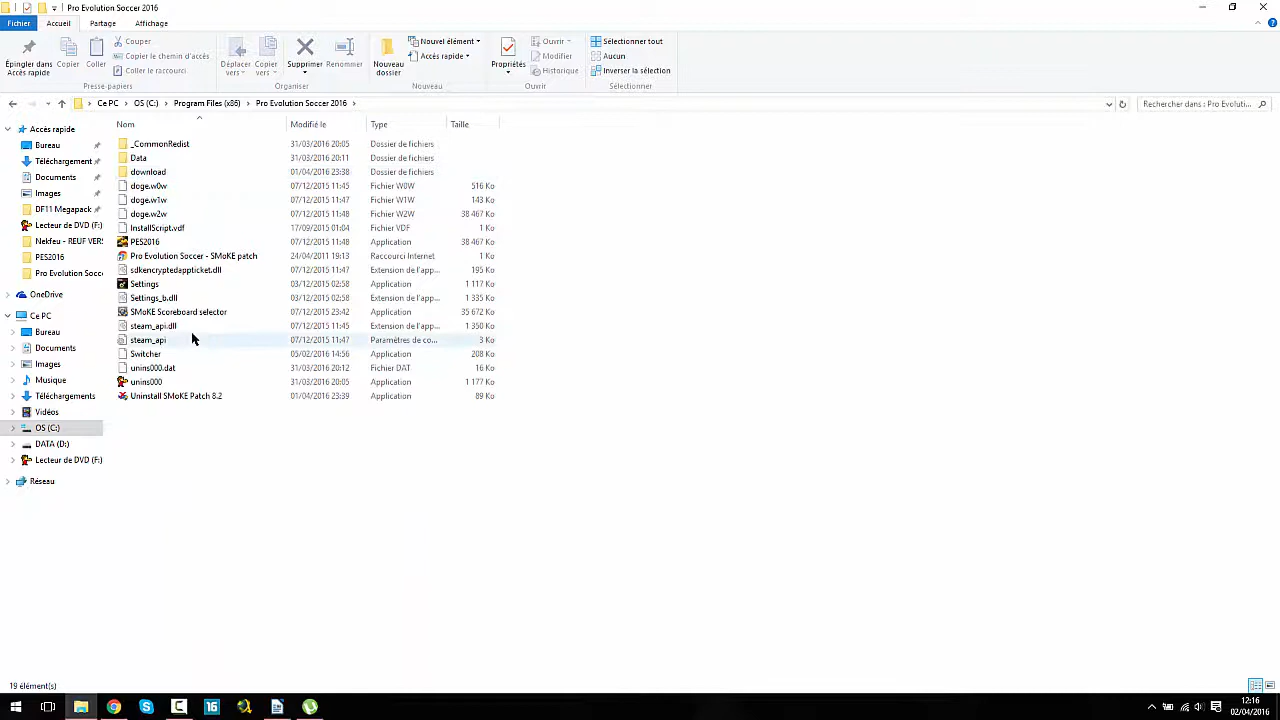 Pro Evolution Soccer 2016
Fichier Accueil Partage Affichage
Épingler dans Accès rapide
Copier
Coller
Couper
Copier le chemin d'accès
Coller le raccourci
Presse-papiers
Déplacer vers
Copier vers
Supprimer
Renommer
Organiser
Nouveau dossier
Nouvel élément
Accès rapide
Nouveau
Propriétés
Ouvrir
Modifier
Historique
Ouvrir
Sélectionner tout
Aucun
Inverser la sélection
Sélectionner
Ce PC > OS (C:) > Program Files (x86) > Pro Evolution Soccer 2016 >
Rechercher dans : Pro Evoluti...
Nom Modifié le Type Taille
_CommonRedist 31/03/2016 20:05 Dossier de fichiers
Data 31/03/2016 20:11 Dossier de fichiers
download 01/04/2016 23:38 Dossier de fichiers
doge.w0w 07/12/2015 11:45 Fichier W0W 516 Ko
doge.w1w 07/12/2015 11:47 Fichier W1W 143 Ko
doge.w2w 07/12/2015 11:48 Fichier W2W 38 467 Ko
InstallScript.vdf 17/09/2015 01:04 Fichier VDF 1 Ko
PES2016 07/12/2015 11:48 Application 38 467 Ko
Pro Evolution Soccer - SMoKE patch 24/04/2011 19:13 Raccourci Internet 1 Ko
sdkencryptedappticket.dll 07/12/2015 11:47 Extension de l'app... 195 Ko
Settings 03/12/2015 02:58 Application 1 117 Ko
Settings_b.dll 03/12/2015 02:58 Extension de l'app... 1 335 Ko
SMoKE Scoreboard selector 07/12/2015 23:42 Application 35 672 Ko
steam_api.dll 07/12/2015 11:45 Extension de l'app... 1 350 Ko
steam_api 07/12/2015 11:47 Paramètres de co... 3 Ko
Switcher 05/02/2016 14:56 Application 208 Ko
unins000.dat 31/03/2016 20:12 Fichier DAT 16 Ko
unins000 31/03/2016 20:05 Application 1 177 Ko
Uninstall SMoKE Patch 8.2 01/04/2016 23:39 Application 89 Ko
Accès rapide
Bureau
Téléchargement
Documents
Images
DF11 Megapack
Lecteur de DVD (F:)
Nekfeu - REUF VERS
PES2016
Pro Evolution Socce
OneDrive
Ce PC
Bureau
Documents
Images
Musique
Téléchargements
Vidéos
OS (C:)
DATA (D:)
Lecteur de DVD (F:)
Réseau
19 élément(s)
16
12:16
02/04/2016